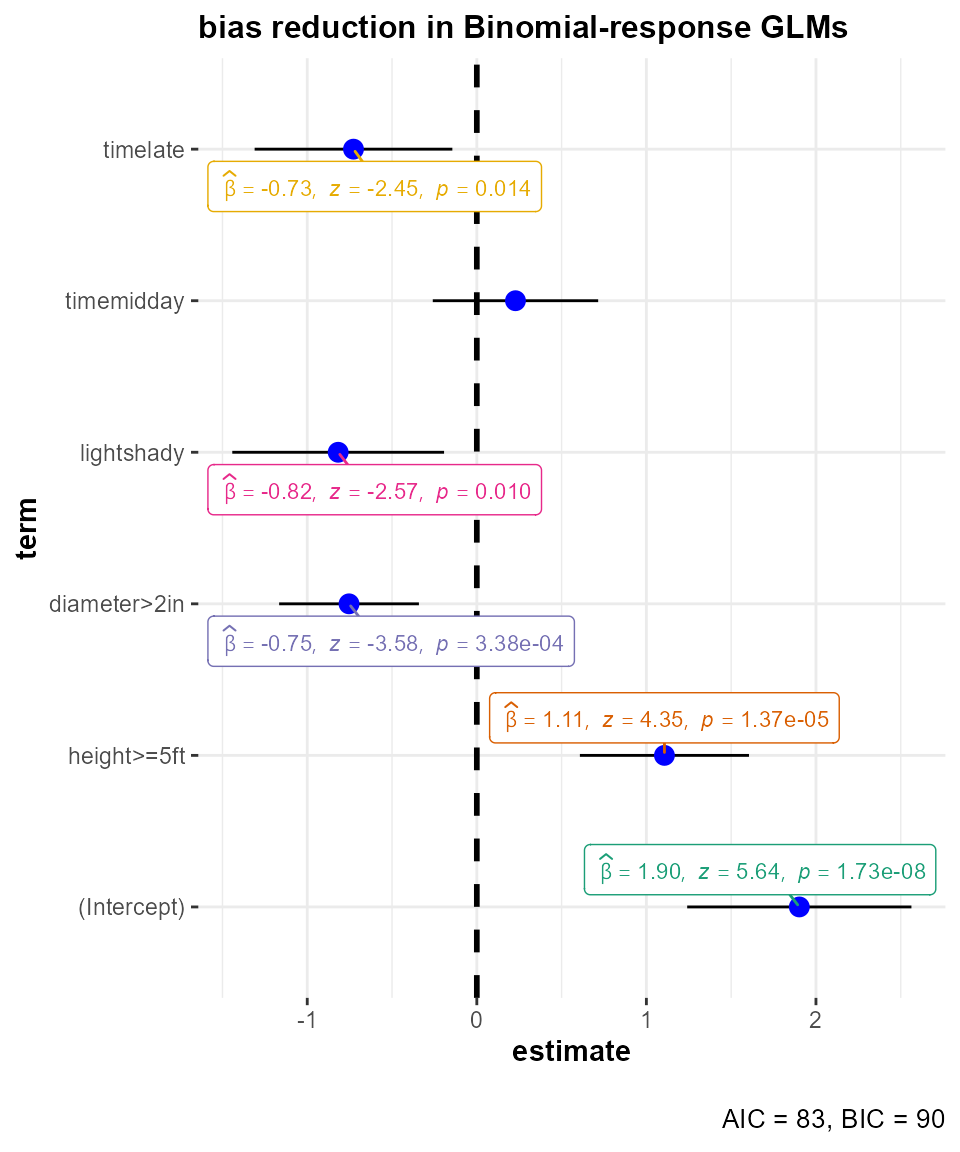 bias reduction in Binomial-response GLMs
timelate
β̂ = -0.73, z = -2.45, p = 0.014
timemidday
lightshady
β̂ = -0.82, z = -2.57, p = 0.010
term
diameter>2in
β̂ = -0.75, z = -3.58, p = 3.38e-04
β̂ = 1.11, z = 4.35, p = 1.37e-05
height>=5ft
β̂ = 1.90, z = 5.64, p = 1.73e-08
(Intercept)
-1 0 1 2
estimate
AIC = 83, BIC = 90